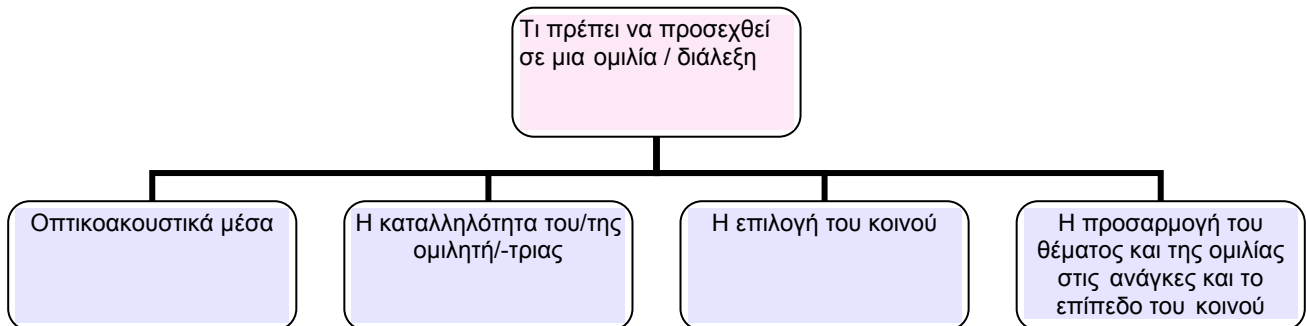 Τι πρέπει να προσεχθεί
σε μια ομιλία / διάλεξη
Οπτικοακουστικά μέσα
Η καταλληλότητα του/της
ομιλητή/-τριας
Η επιλογή του κοινού
Η προσαρμογή του
θέματος και της ομιλίας
στις ανάγκες και το
επίπεδο του κοινού